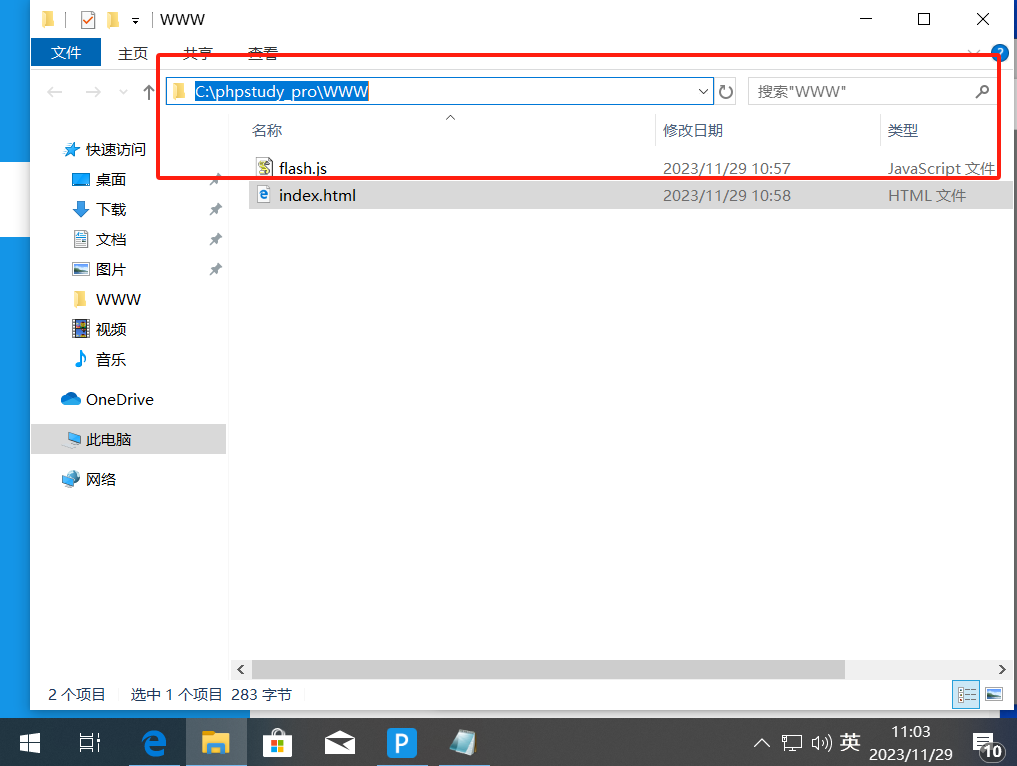 WWW
文件 主页 共享 查看
C:\phpstudy_pro\WWW 搜索"WWW"
名称 修改日期 类型
flash.js 2023/11/29 10:57 JavaScript 文件
index.html 2023/11/29 10:58 HTML 文件
快速访问
桌面
下载
文档
图片
WWW
视频
音乐
OneDrive
此电脑
网络
2 个项目 选中 1 个项目 283 字节
英 11:03
2023/11/29
10